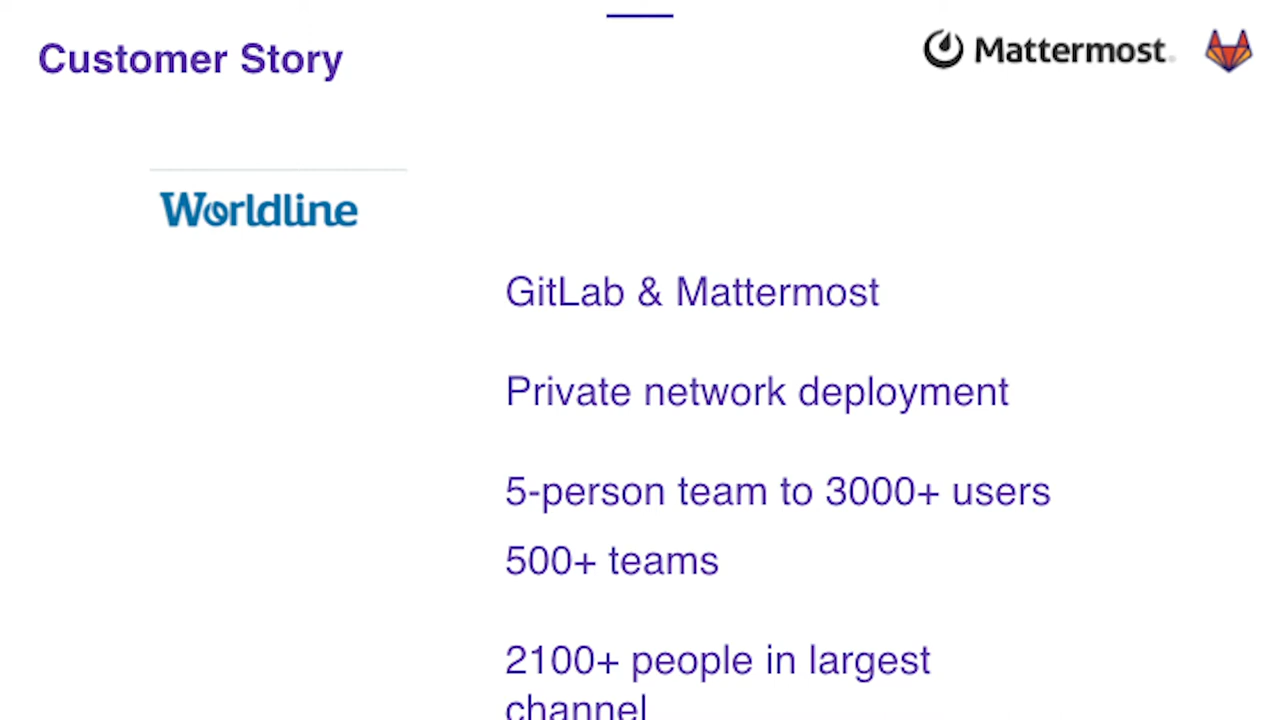 Customer Story
Mattermost
Worldline
GitLab & Mattermost
Private network deployment
5-person team to 3000+ users
500+ teams
2100+ people in largest
channel